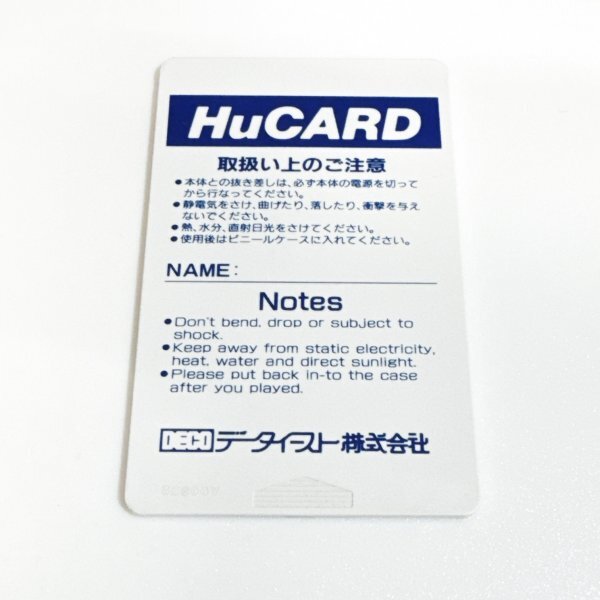 HuCARD
取扱い上のご注意
●本体との抜き差しは、必ず本体の電源を切って
から行なってください。
●静電気をさけ、曲げたり、落したり、衝撃を与え
ないでください。
●熱、水分、直射日光をさけてください。
●使用後はビニールケースに入れてください。
NAME:
Notes
●Don't bend, drop or subject to
shock.
●Keep away from static electricity,
heat, water and direct sunlight.
●Please put back in-to the case
after you played.
DECO データイースト株式会社